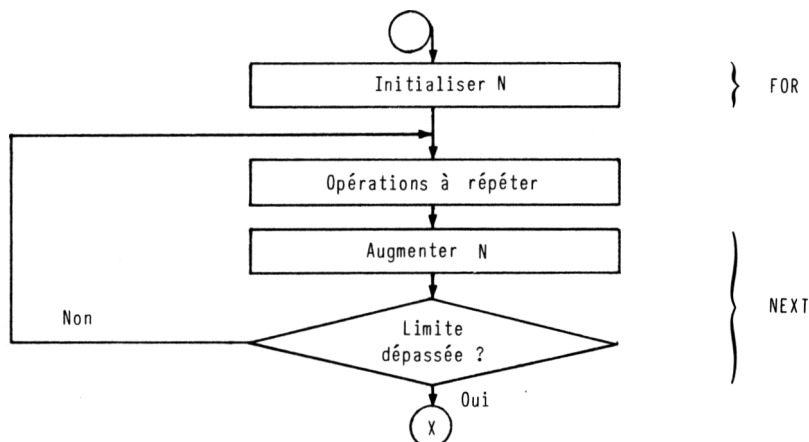 Initialiser N
FOR
Opérations à répéter
Augmenter N
NEXT
Non
Limite
dépassée ?
Oui
X